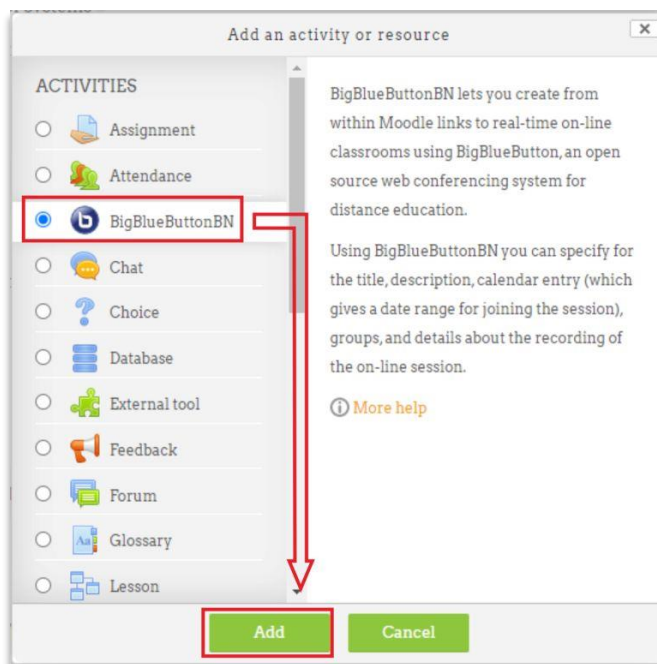 Add an activity or resource
ACTIVITIES
Assignment
Attendance
BigBlueButtonBN
Chat
Choice
Database
External tool
Feedback
Forum
Glossary
Lesson
BigBlueButtonBN lets you create from
within Moodle links to real-time on-line
classrooms using BigBlueButton, an open
source web conferencing system for
distance education.
Using BigBlueButtonBN you can specify for
the title, description, calendar entry (which
gives a date range for joining the session),
groups, and details about the recording of
the on-line session.
More help
Add
Cancel